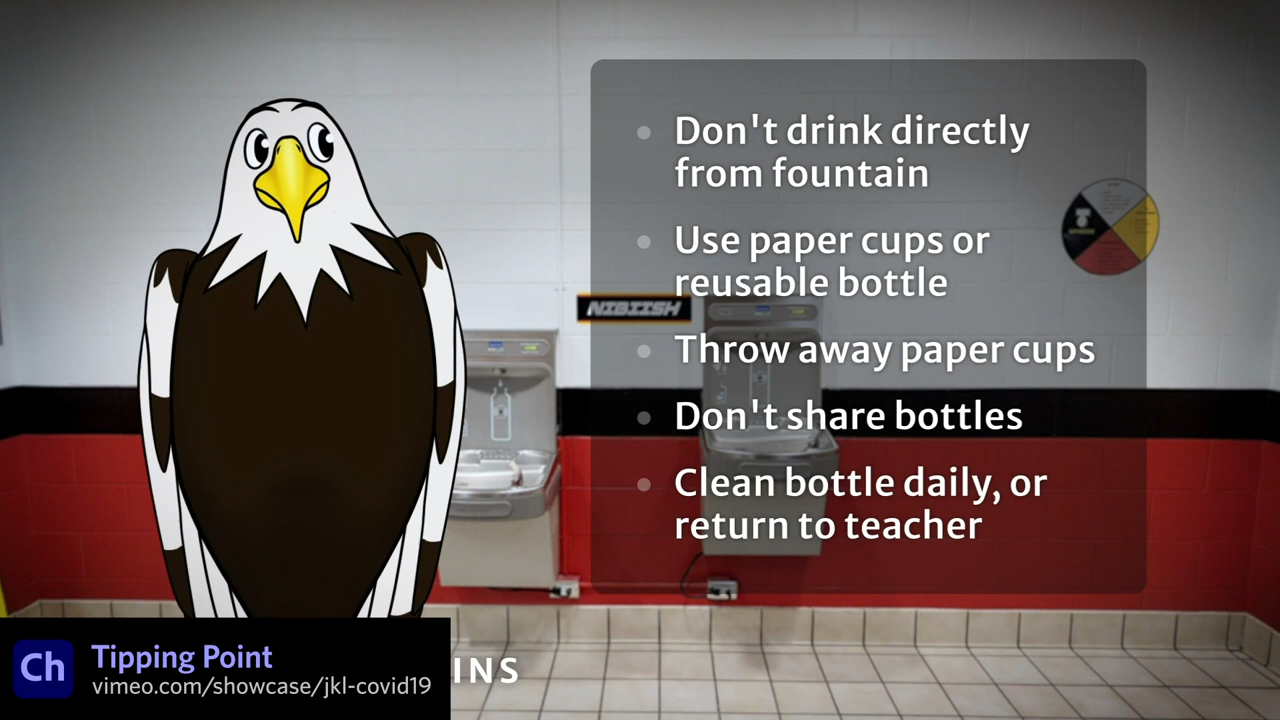 Don't drink directly
from fountain
Use paper cups or
reusable bottle
NIBIISH
Throw away paper cups
Don't share bottles
Clean bottle daily, or
return to teacher
INS
Ch
Tipping Point
vimeo.com/showcase/jkl-covid19